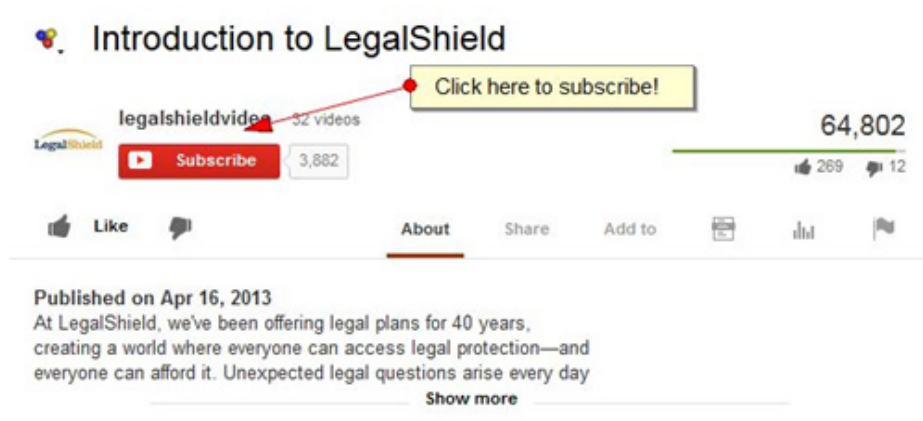 Introduction to LegalShield
Click here to subscribe!
legalshieldvideo 32 videos
LegalShield
Subscribe 3,882
64,802
269 12
Like
About Share Add to
Published on Apr 16, 2013
At LegalShield, we've been offering legal plans for 40 years,
creating a world where everyone can access legal protection—and
everyone can afford it. Unexpected legal questions arise every day
Show more